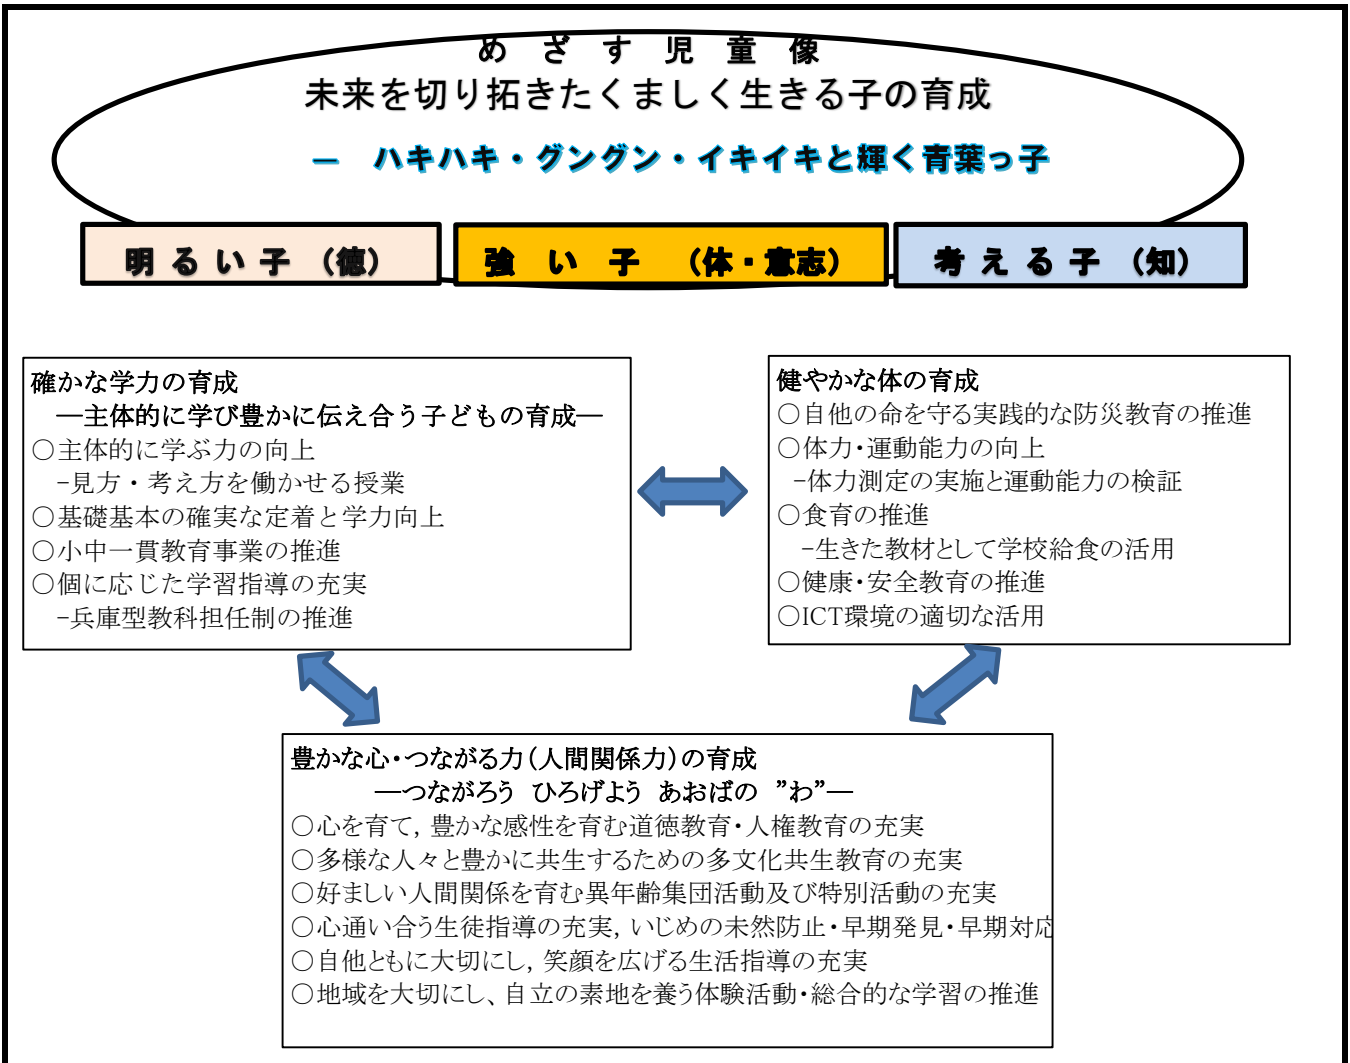 めざす児童像
未来を切り拓きたくましく生きる子の育成
― ハキハキ・グングン・イキイキと輝く青葉っ子
明るい子（徳）
強い子（体・意志）
考える子（知）
確かな学力の育成
―主体的に学び豊かに伝え合う子どもの育成―
○主体的に学ぶ力の向上
-見方・考え方を働かせる授業
○基礎基本の確実な定着と学力向上
○小中一貫教育事業の推進
○個に応じた学習指導の充実
-兵庫型教科担任制の推進
健やかな体の育成
○自他の命を守る実践的な防災教育の推進
○体力・運動能力の向上
-体力測定の実施と運動能力の検証
○食育の推進
-生きた教材として学校給食の活用
○健康・安全教育の推進
○ICT環境の適切な活用
豊かな心・つながる力（人間関係力）の育成
―つながろう ひろげよう あおばの ”わ”―
○心を育て，豊かな感性を育む道徳教育・人権教育の充実
○多様な人々と豊かに共生するための多文化共生教育の充実
○好ましい人間関係を育む異年齢集団活動及び特別活動の充実
○心通い合う生徒指導の充実，いじめの未然防止・早期発見・早期対応
○自他ともに大切にし，笑顔を広げる生活指導の充実
○地域を大切にし、自立の素地を養う体験活動・総合的な学習の推進